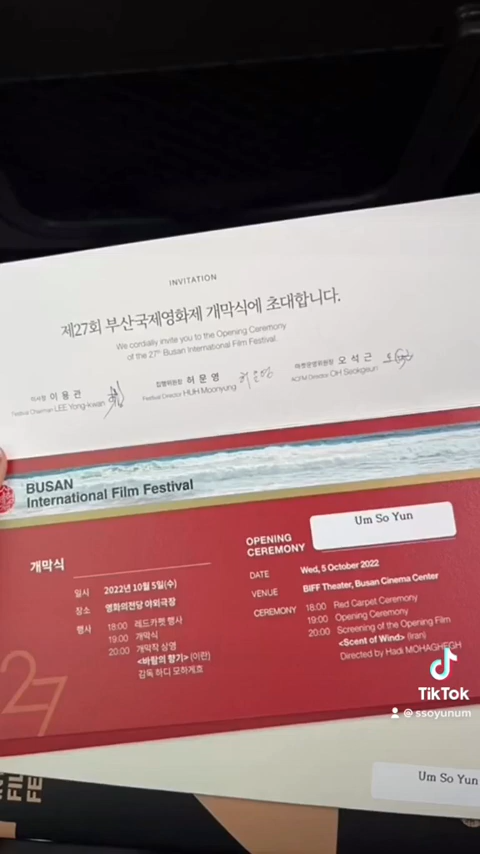 INVITATION
제27회 부산국제영화제 개막식에 초대합니다.
We cordially invite you to the Opening Ceremony
of the 27th Busan International Film Festival.
이사장 이 용 관
Festival Chairman LEE Yong-kwan
집행위원장 허 문 영
Festival Director HUH Moonyung
마켓운영위원장 오 석 근
ACFM Director OH Seokgeun
BUSAN
International Film Festival
개막식
일시 2022년 10월 5일(수)
장소 영화의전당 야외극장
행사 18:00 레드카펫 행사
19:00 개막식
20:00 개막작 상영
<바람의 향기> (이란)
감독 하디 모하게흐
27
OPENING
CEREMONY
Um So Yun
DATE Wed, 5 October 2022
VENUE BIFF Theater, Busan Cinema Center
CEREMONY 18:00 Red Carpet Ceremony
19:00 Opening Ceremony
20:00 Screening of the Opening Film
<Scent of Wind> (Iran)
Directed by Hadi MOHAGHEGH
TikTok
@ssoyunum
Um So Yun
FIL
FE